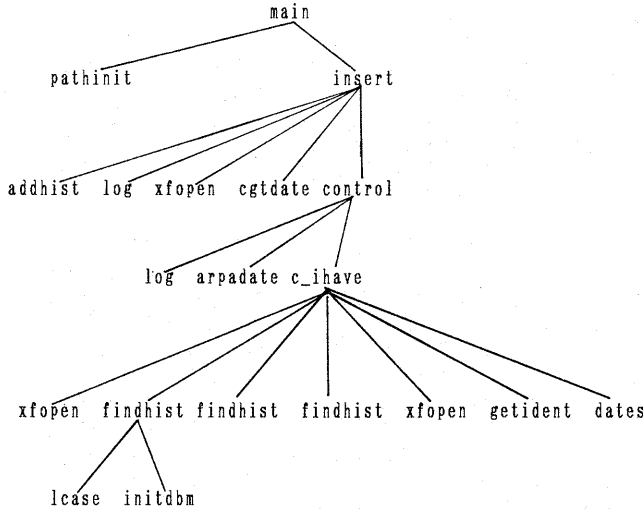 main
pathinit insert
addhist log xfopen cgtdate control
log arpadate c_ihave
xfopen findhist findhist findhist xfopen getident dates
lcase initdbm